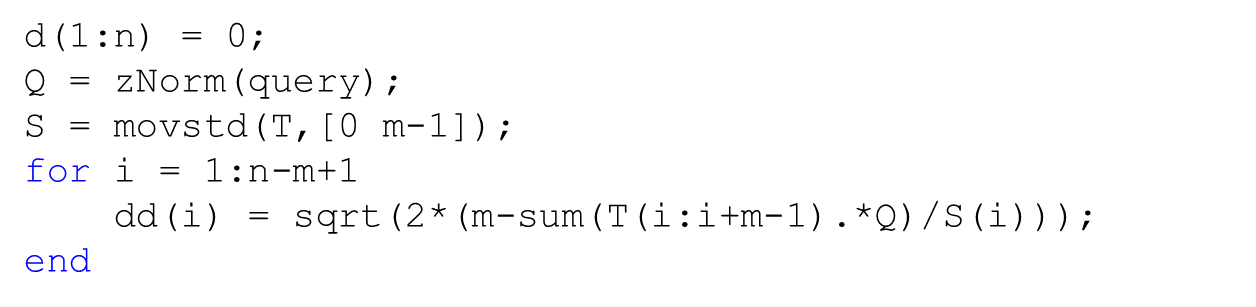 d(1:n) = 0;
Q = zNorm(query);
S = movstd(T,[0 m-1]);
for i = 1:n-m+1
    dd(i) = sqrt(2*(m-sum(T(i:i+m-1).*Q)/S(i)));
end